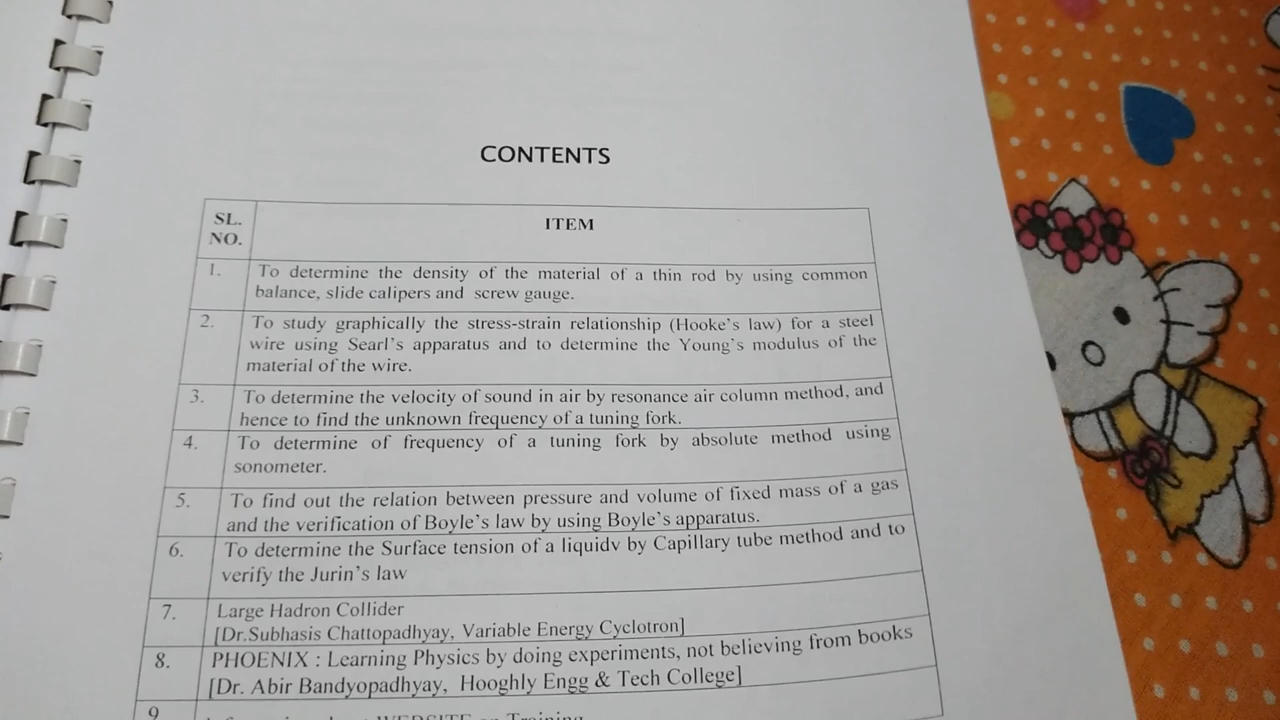 CONTENTS
SL.
NO.
ITEM
1.
To determine the density of the material of a thin rod by using common
balance, slide calipers and screw gauge.
2.
To study graphically the stress-strain relationship (Hooke's law) for a steel
wire using Searl's apparatus and to determine the Young's modulus of the
material of the wire.
3.
To determine the velocity of sound in air by resonance air column method, and
hence to find the unknown frequency of a tuning fork.
4.
To determine of frequency of a tuning fork by absolute method using
sonometer.
5.
To find out the relation between pressure and volume of fixed mass of a gas
and the verification of Boyle's law by using Boyle's apparatus.
6.
To determine the Surface tension of a liquidv by Capillary tube method and to
verify the Jurin's law
7.
Large Hadron Collider
[Dr.Subhasis Chattopadhyay, Variable Energy Cyclotron]
8.
PHOENIX : Learning Physics by doing experiments, not believing from books
[Dr. Abir Bandyopadhyay, Hooghly Engg & Tech College]
9
WEBSITE on Training